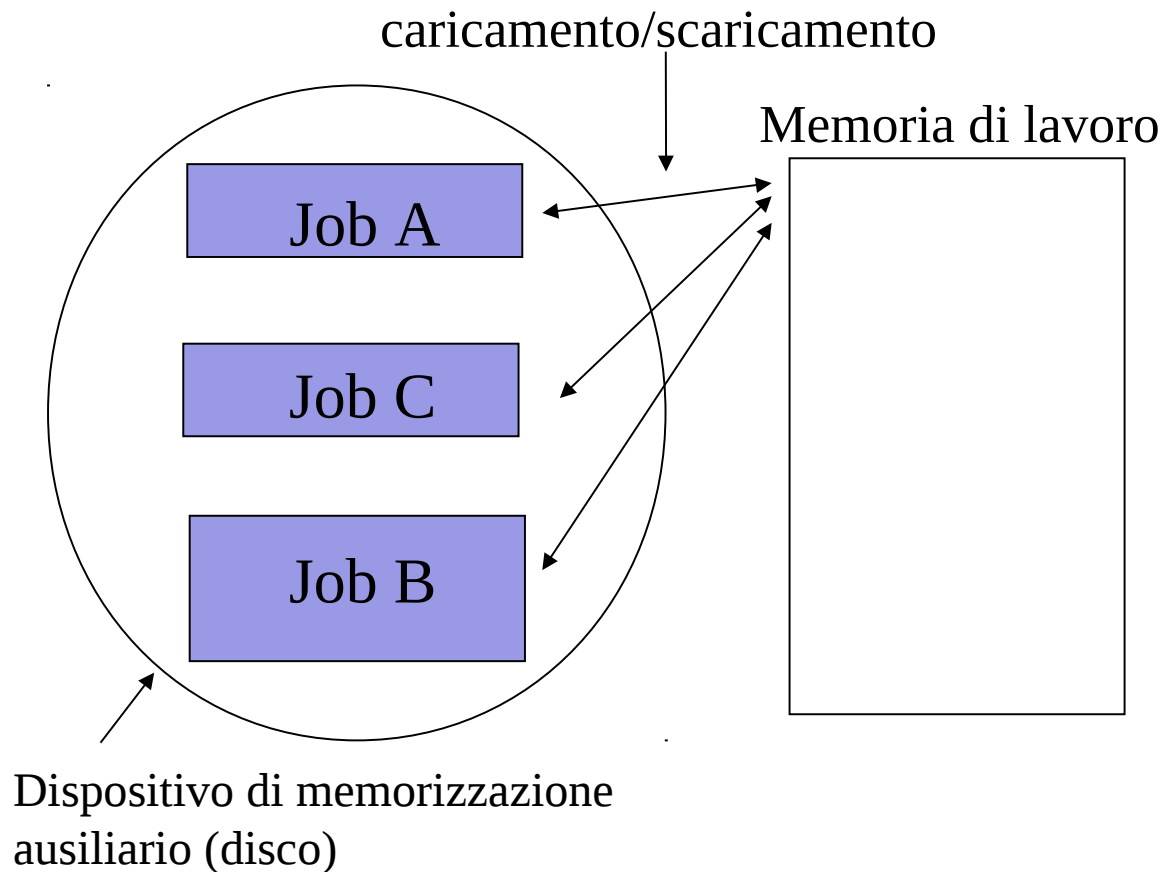 caricamento/scaricamento
Memoria di lavoro
Job A
Job C
Job B
Dispositivo di memorizzazione
ausiliario (disco)